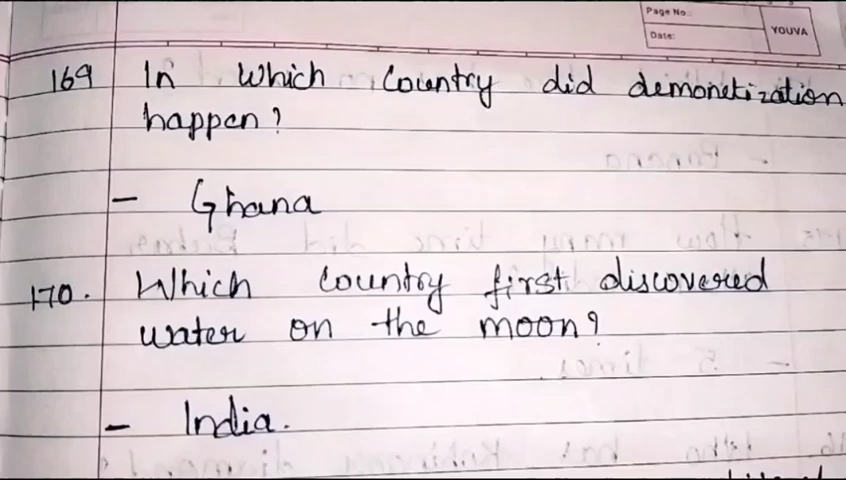 Page No.:
Date:
YOUVA
169 In which Country did demonetization
happen?
- Ghana
170. Which country first discovered
water on the moon?
- India.